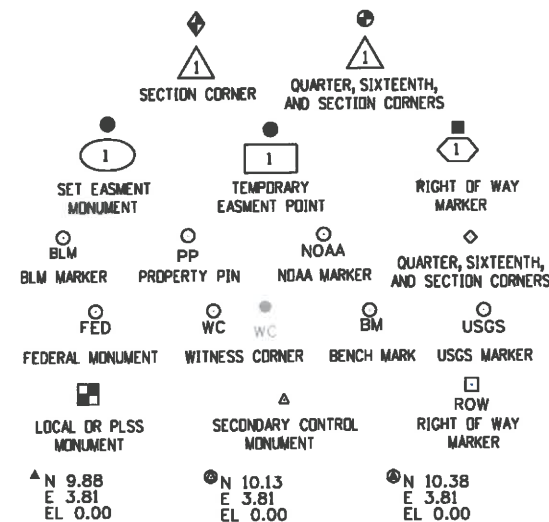 1
1
SECTION CORNER
QUARTER, SIXTEENTH,
AND SECTION CORNERS
1
1
1
SET EASMENT
MONUMENT
TEMPORARY
EASMENT POINT
RIGHT OF WAY
MARKER
BLM
PP
NOAA
BLM MARKER
PROPERTY PIN
NOAA MARKER
QUARTER, SIXTEENTH,
AND SECTION CORNERS
FED
WC
WC
BM
USGS
FEDERAL MONUMENT
WITNESS CORNER
BENCH MARK
USGS MARKER
ROW
LOCAL OR PLSS
MONUMENT
SECONDARY CONTROL
MONUMENT
RIGHT OF WAY
MARKER
N 9.88
E 3.81
EL 0.00
N 10.13
E 3.81
EL 0.00
N 10.38
E 3.81
EL 0.00